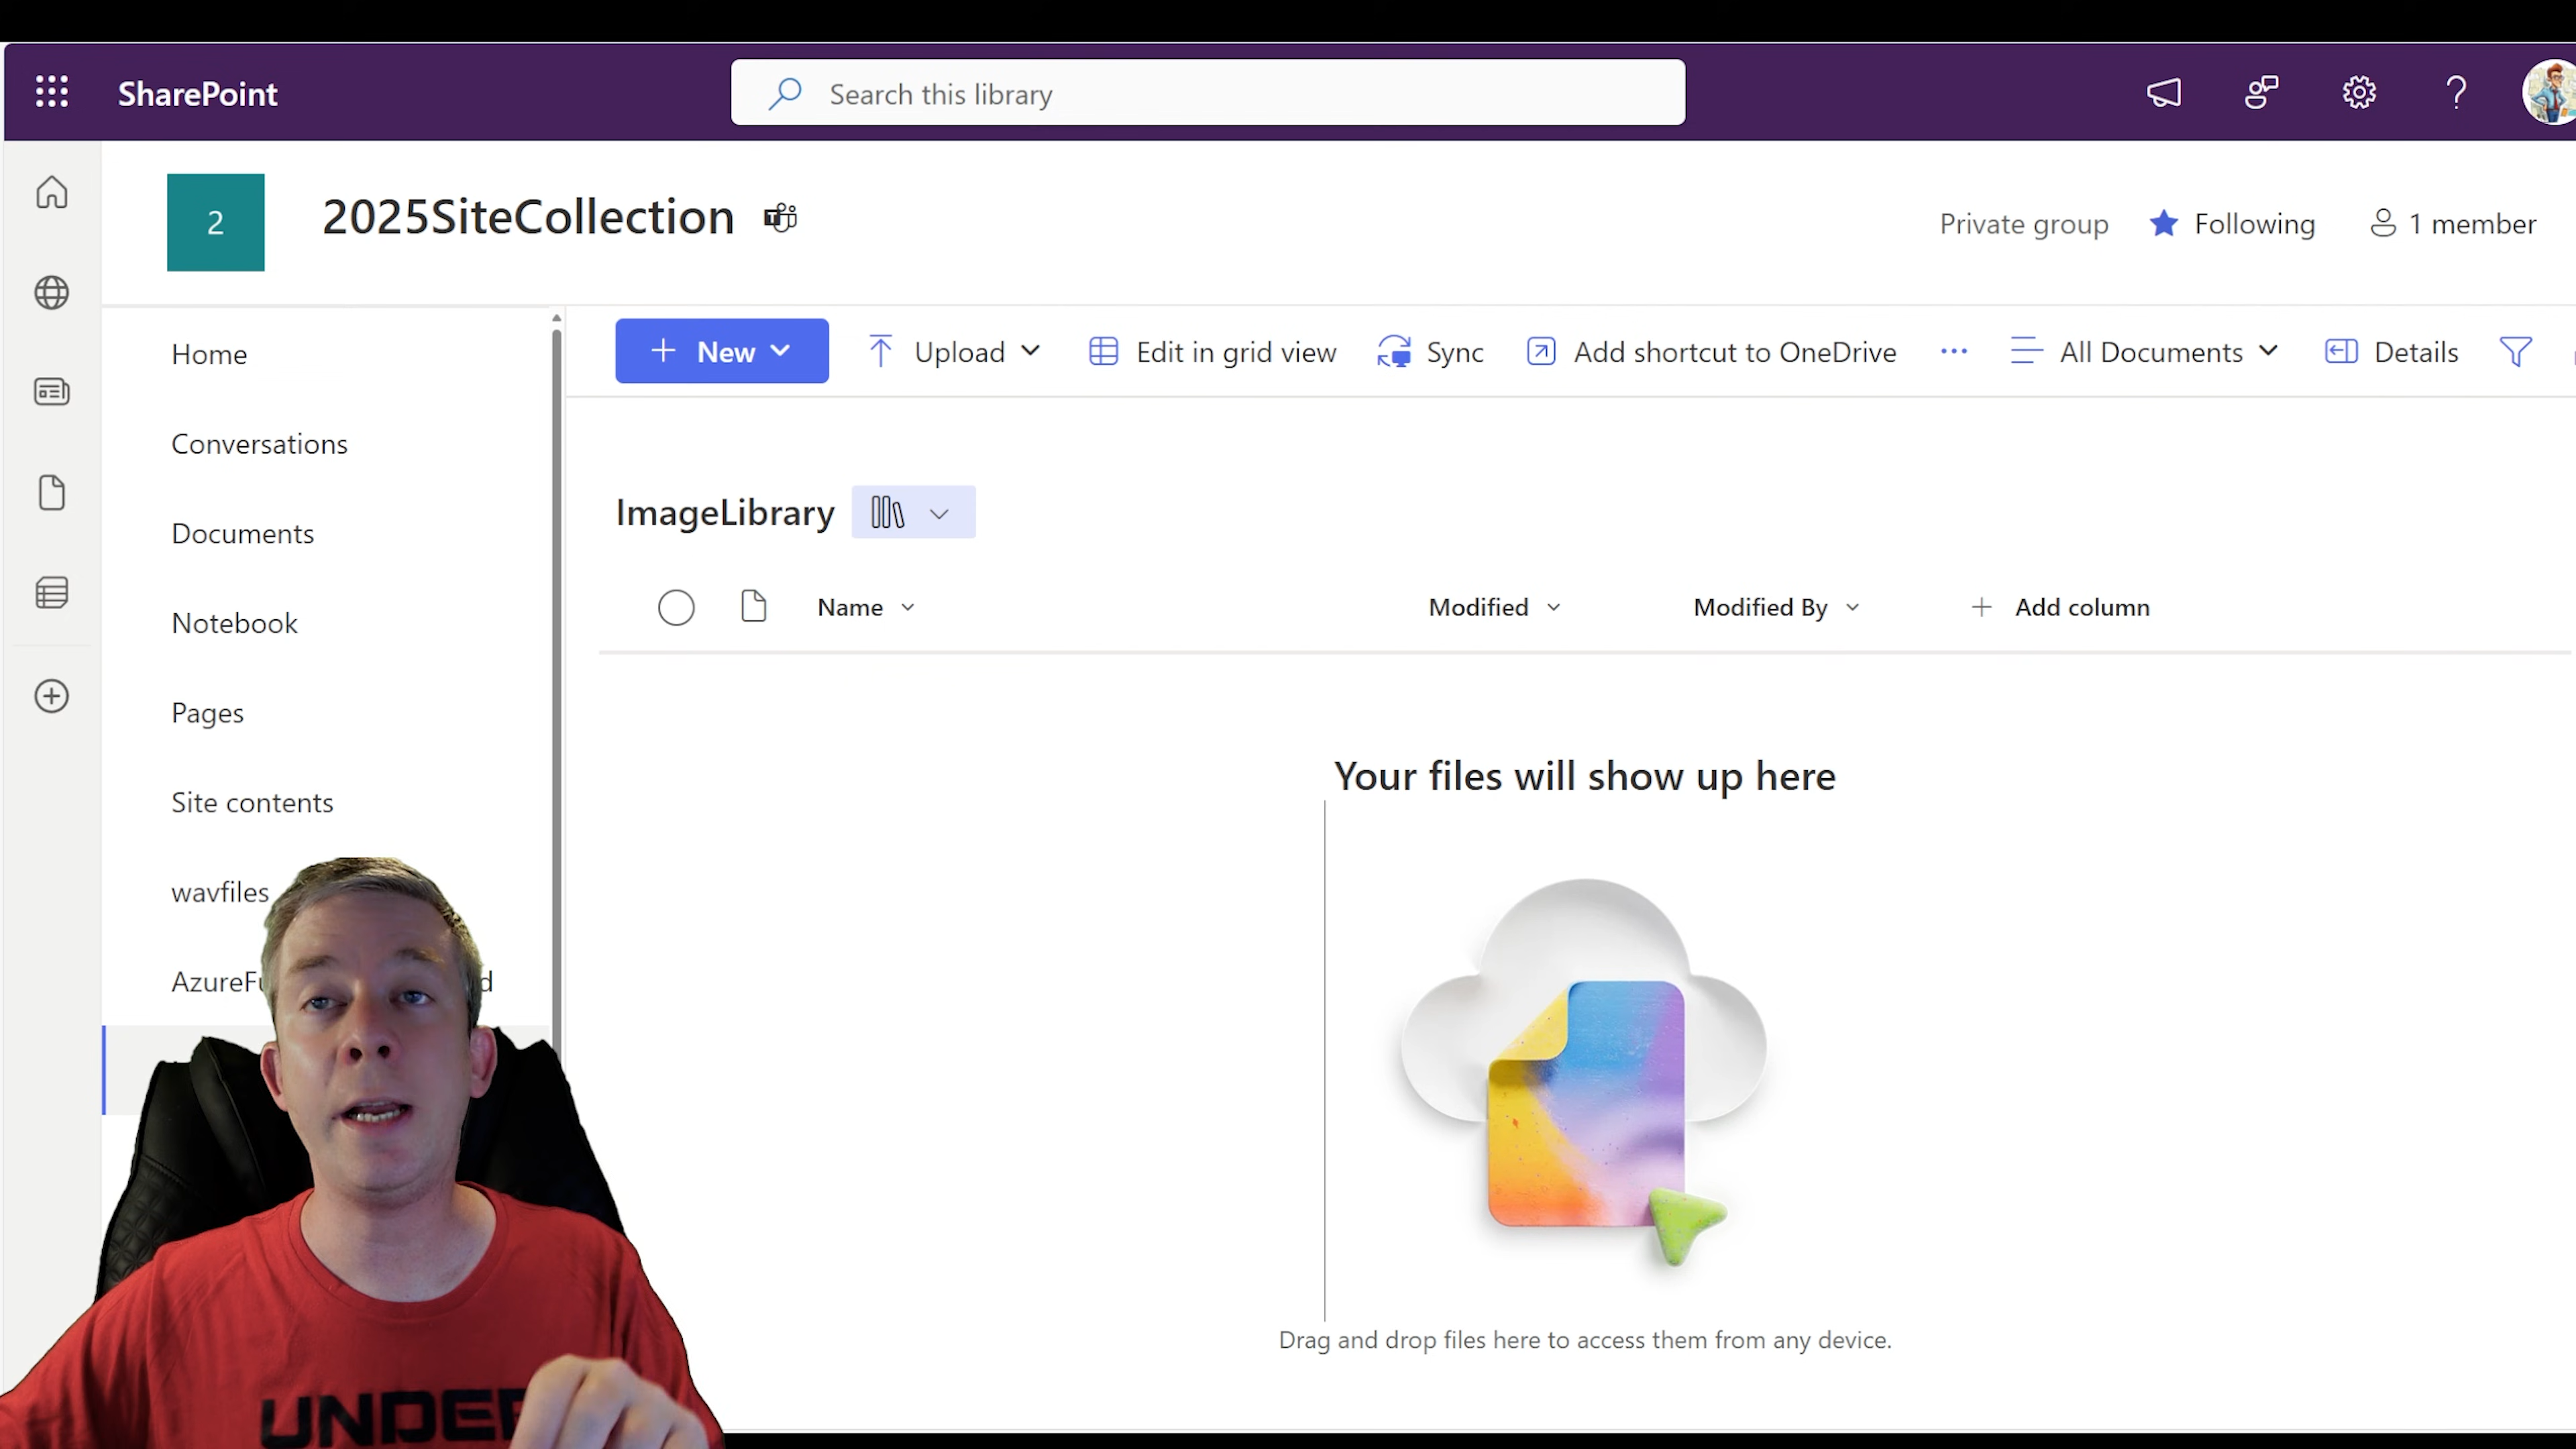 SharePoint
Search this library
2
2025SiteCollection
Private group
Following
1 member
Home
Conversations
Documents
Notebook
Pages
Site contents
wavfiles
New
Upload
Edit in grid view
Sync
Add shortcut to OneDrive
All Documents
Details
ImageLibrary
Name
Modified
Modified By
Add column
Your files will show up here
Drag and drop files here to access them from any device.